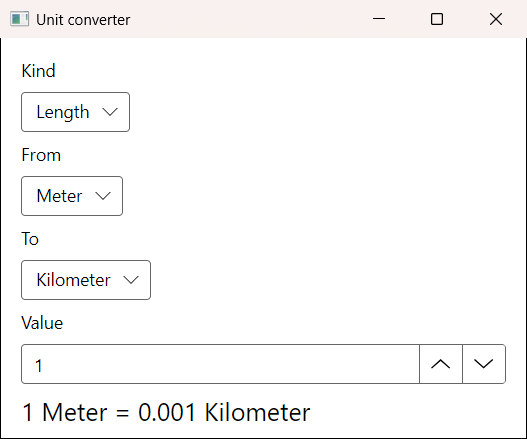 Unit converter
Kind
Length
From
Meter
To
Kilometer
Value
1
1 Meter = 0.001 Kilometer